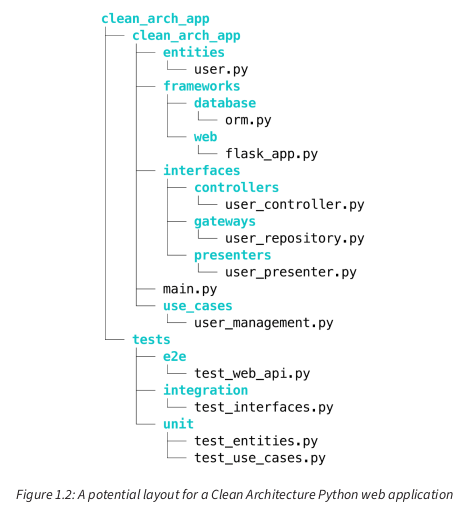 clean_arch_app
clean_arch_app
entities
user.py
frameworks
database
orm.py
web
flask_app.py
interfaces
controllers
user_controller.py
gateways
user_repository.py
presenters
user_presenter.py
main.py
use_cases
user_management.py
tests
e2e
test_web_api.py
integration
test_interfaces.py
unit
test_entities.py
test_use_cases.py
Figure 1.2: A potential layout for a Clean Architecture Python web application